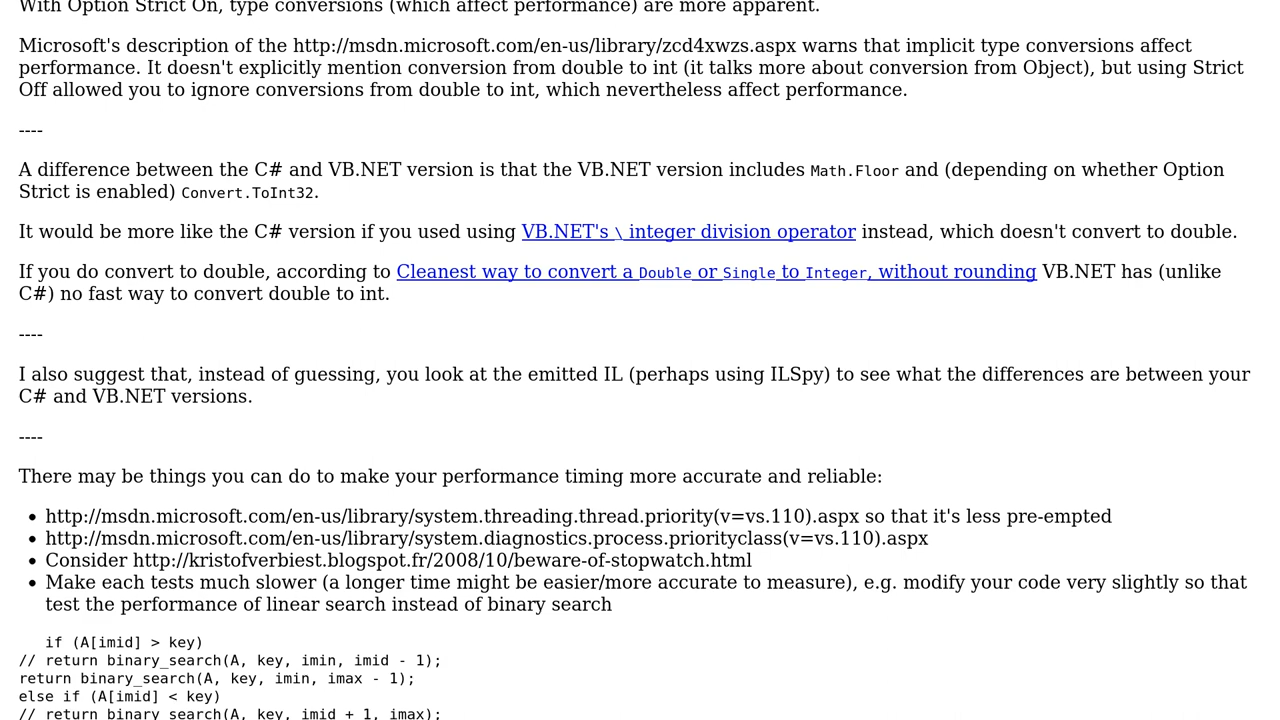 With Option Strict On, type conversions (which affect performance) are more apparent.
Microsoft's description of the http://msdn.microsoft.com/en-us/library/zcd4xwzs.aspx warns that implicit type conversions affect
performance. It doesn't explicitly mention conversion from double to int (it talks more about conversion from Object), but using Strict
Off allowed you to ignore conversions from double to int, which nevertheless affect performance.
----
A difference between the C# and VB.NET version is that the VB.NET version includes Math.Floor and (depending on whether Option
Strict is enabled) Convert.ToInt32.
It would be more like the C# version if you used using VB.NET's \ integer division operator instead, which doesn't convert to double.
If you do convert to double, according to Cleanest way to convert a Double or Single to Integer, without rounding VB.NET has (unlike
C#) no fast way to convert double to int.
----
I also suggest that, instead of guessing, you look at the emitted IL (perhaps using ILSpy) to see what the differences are between your
C# and VB.NET versions.
----
There may be things you can do to make your performance timing more accurate and reliable:
• http://msdn.microsoft.com/en-us/library/system.threading.thread.priority(v=vs.110).aspx so that it's less pre-empted
• http://msdn.microsoft.com/en-us/library/system.diagnostics.process.priorityclass(v=vs.110).aspx
• Consider http://kristofverbiest.blogspot.fr/2008/10/beware-of-stopwatch.html
• Make each tests much slower (a longer time might be easier/more accurate to measure), e.g. modify your code very slightly so that
test the performance of linear search instead of binary search
if (A[imid] > key)
// return binary_search(A, key, imin, imid - 1);
return binary_search(A, key, imin, imax - 1);
else if (A[imid] < key)
// return binary_search(A, key, imid + 1, imax);